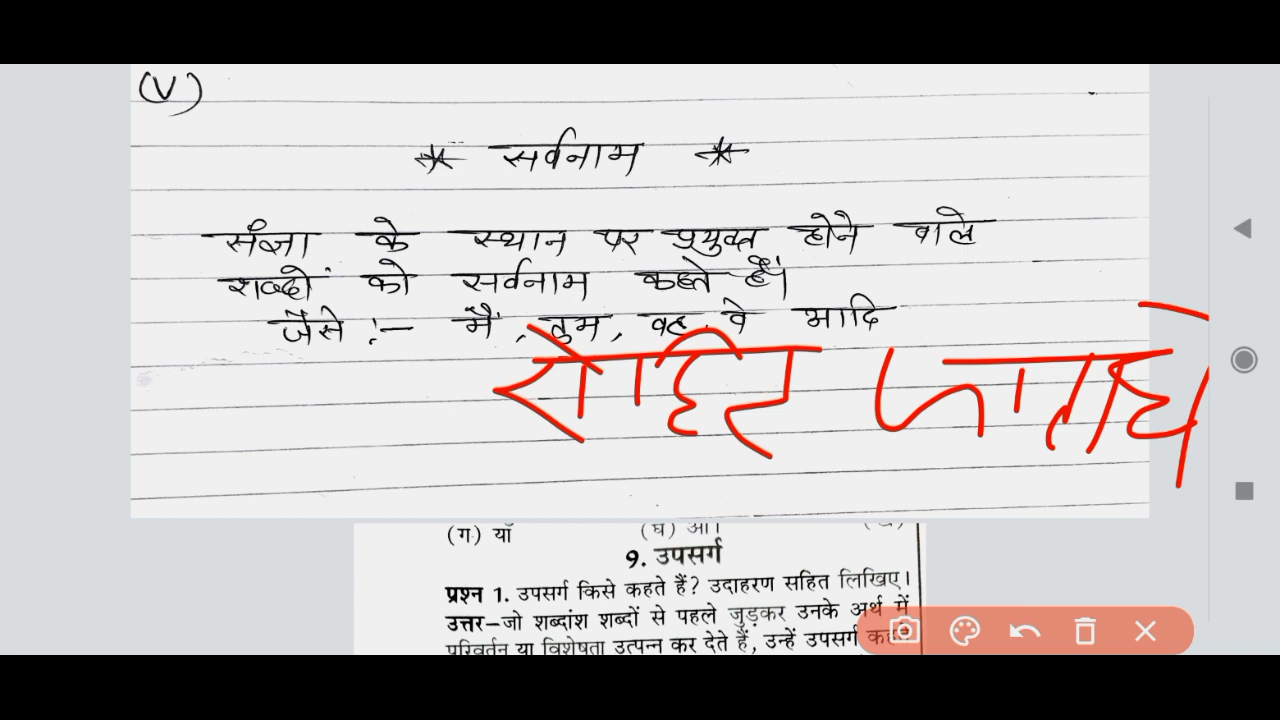 (V)
* सर्वनाम *
संज्ञा के स्थान पर प्रयुक्त होने वाले
शब्दों को सर्वनाम कहते हैं।
जैसे :- मैं, तुम, वह, वे आदि
(ग) याँ (घ) आ।
9. उपसर्ग
प्रश्न 1. उपसर्ग किसे कहते हैं? उदाहरण सहित लिखिए।
उत्तर–जो शब्दांश शब्दों से पहले जुड़कर उनके अर्थ में
परिवर्तन या विशेषता उत्पन्न कर देते हैं, उन्हें उपसर्ग कहते